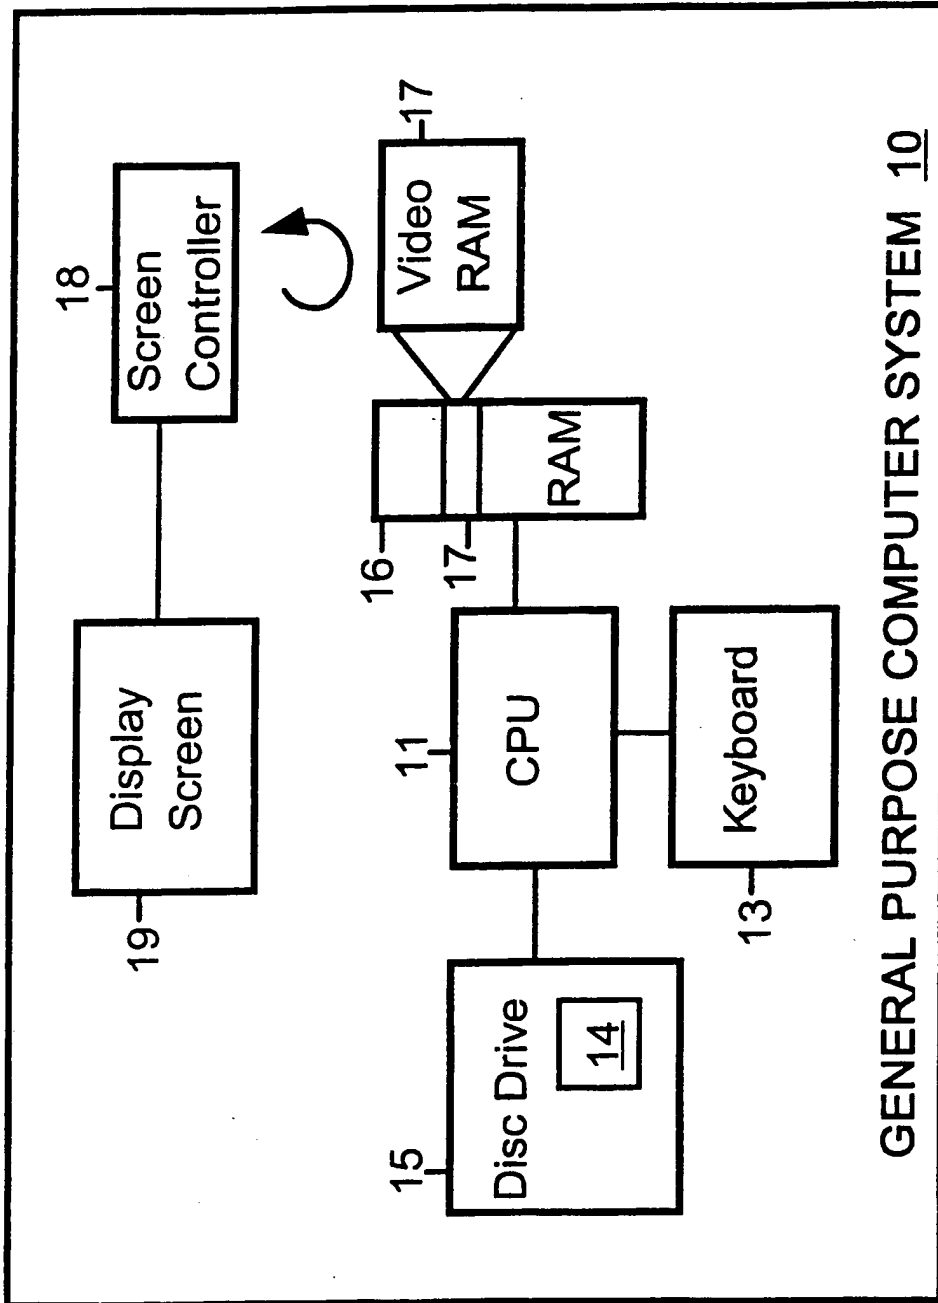 18
Screen
Controller
Display
Screen
19
17
Video
RAM
16
17
RAM
11
CPU
15
Disc Drive
14
13
Keyboard
GENERAL PURPOSE COMPUTER SYSTEM 10